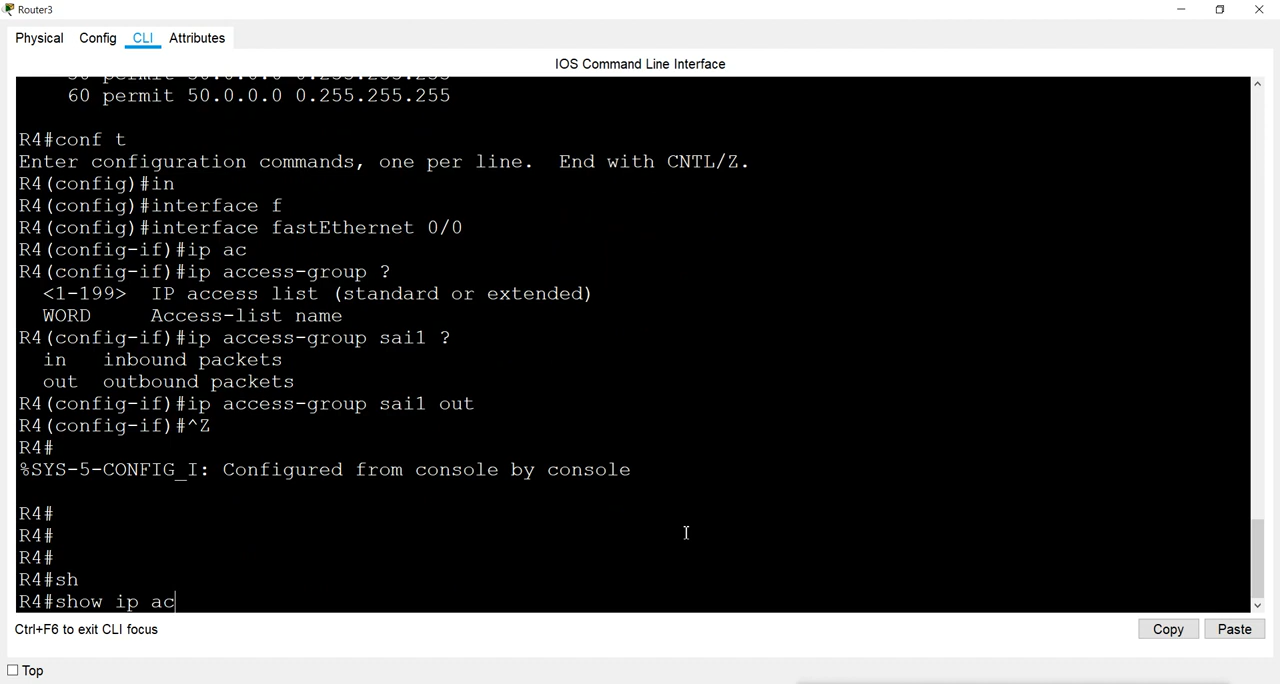 Router3
Physical Config CLI Attributes
IOS Command Line Interface
60 permit 50.0.0.0 0.255.255.255
R4#conf t
Enter configuration commands, one per line.  End with CNTL/Z.
R4(config)#in
R4(config)#interface f
R4(config)#interface fastEthernet 0/0
R4(config-if)#ip ac
R4(config-if)#ip access-group ?
<1-199>  IP access list (standard or extended)
WORD     Access-list name
R4(config-if)#ip access-group sai1 ?
in   inbound packets
out  outbound packets
R4(config-if)#ip access-group sai1 out
R4(config-if)#^Z
R4#
%SYS-5-CONFIG_I: Configured from console by console
R4#
R4#
R4#
R4#sh
R4#show ip ac
Ctrl+F6 to exit CLI focus
Copy Paste
Top